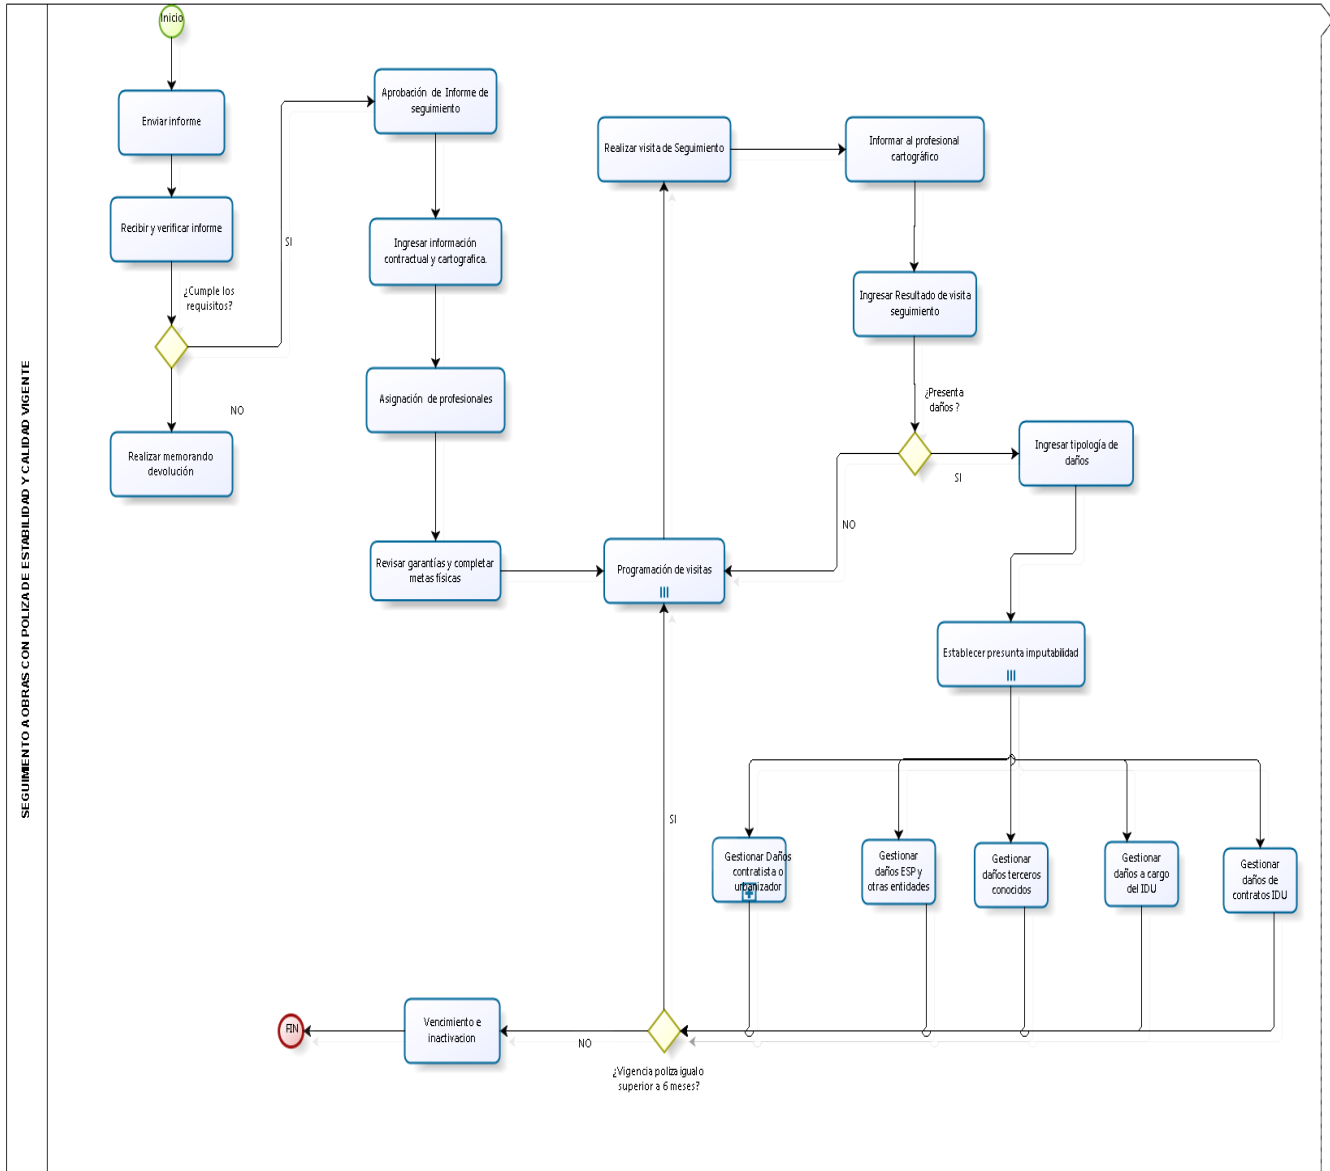 SEGUIMIENTO A OBRAS CON POLIZA DE ESTABILIDAD Y CALIDAD VIGENTE
Inicio
Enviar informe
Recibir y verificar informe
¿Cumple los
requisitos?
SI
NO
Realizar memorando
devolución
Aprobación de Informe de
seguimiento
Ingresar información
contractual y cartografica.
Asignación de profesionales
Revisar garantías y completar
metas físicas
Programación de visitas
Realizar visita de Seguimiento
Informar al profesional
cartográfico
Ingresar Resultado de visita
seguimiento
¿Presenta
daños ?
SI
NO
Ingresar tipología de
daños
Establecer presunta imputabilidad
Gestionar Daños
contratista o
urbanizador
Gestionar
daños ESP y
otras entidades
Gestionar
daños terceros
conocidos
Gestionar
daños a cargo
del IDU
Gestionar
daños de
contratos IDU
SI
¿Vigencia poliza igualo
superior a 6 meses?
NO
Vencimiento e
inactivacion
FIN